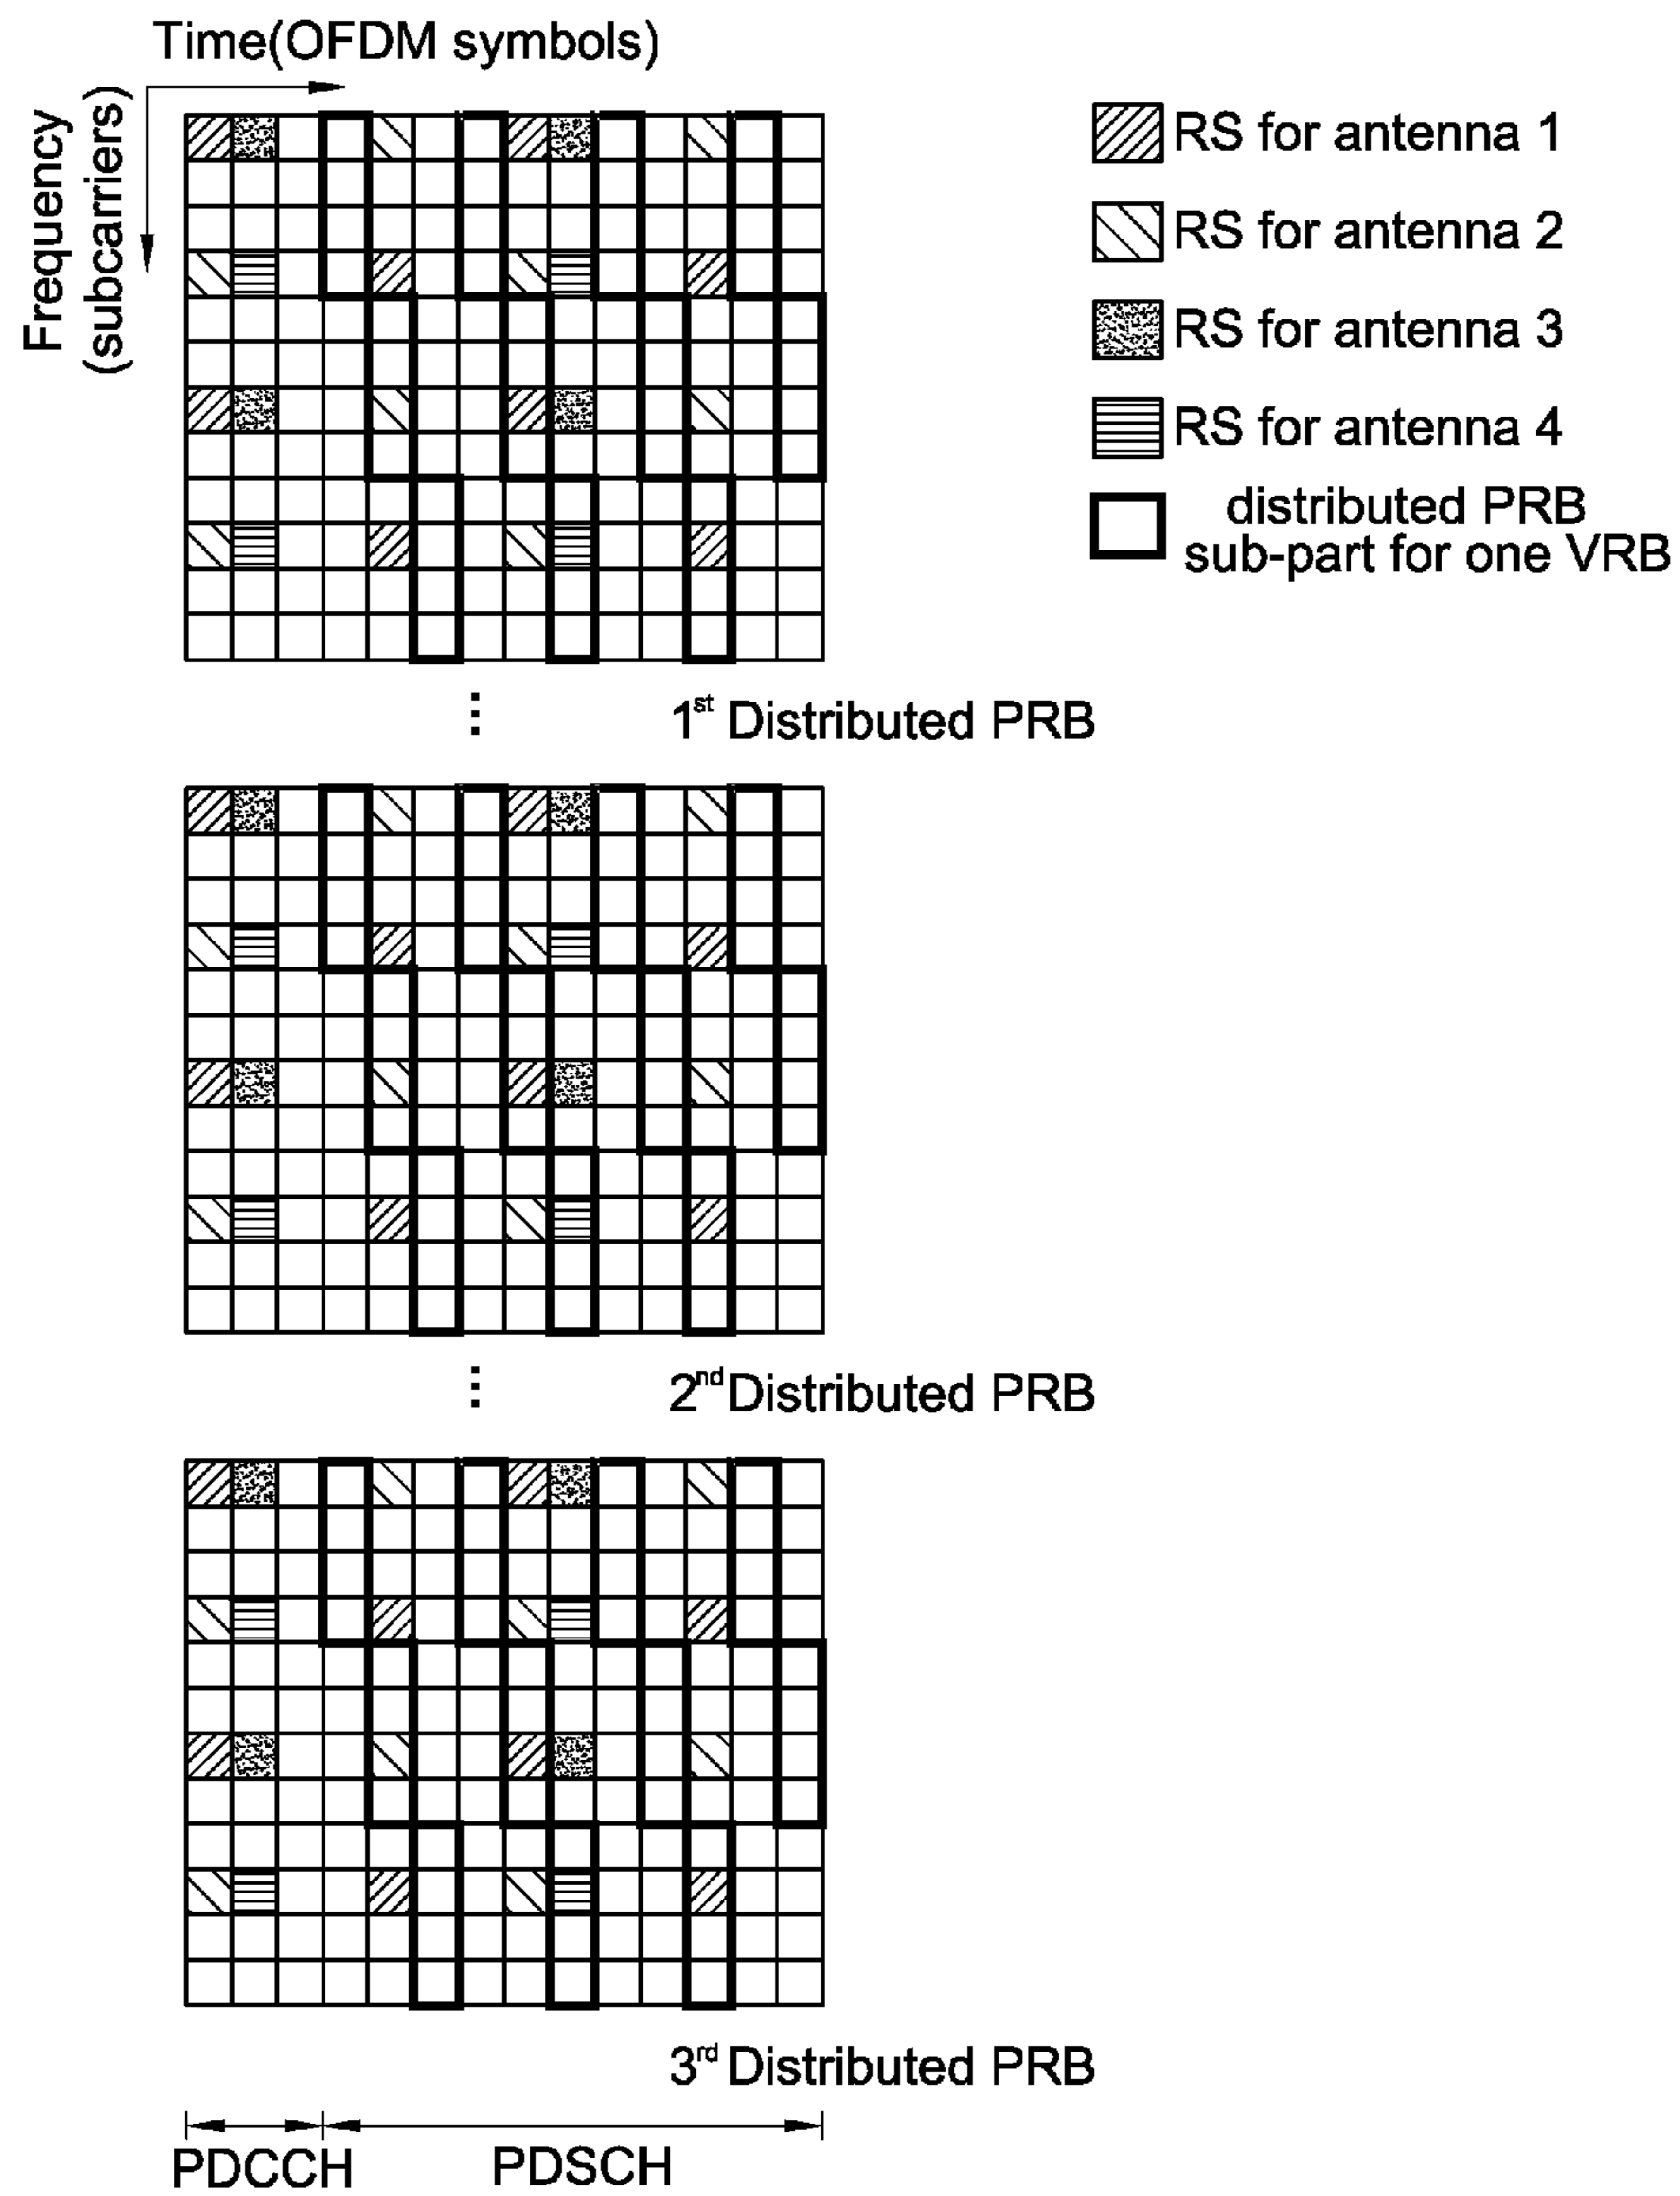 Time(OFDM symbols)
Frequency
(subcarriers)
RS for antenna 1
RS for antenna 2
RS for antenna 3
RS for antenna 4
distributed PRB
sub-part for one VRB
1st Distributed PRB
2nd Distributed PRB
3rd Distributed PRB
PDCCH
PDSCH